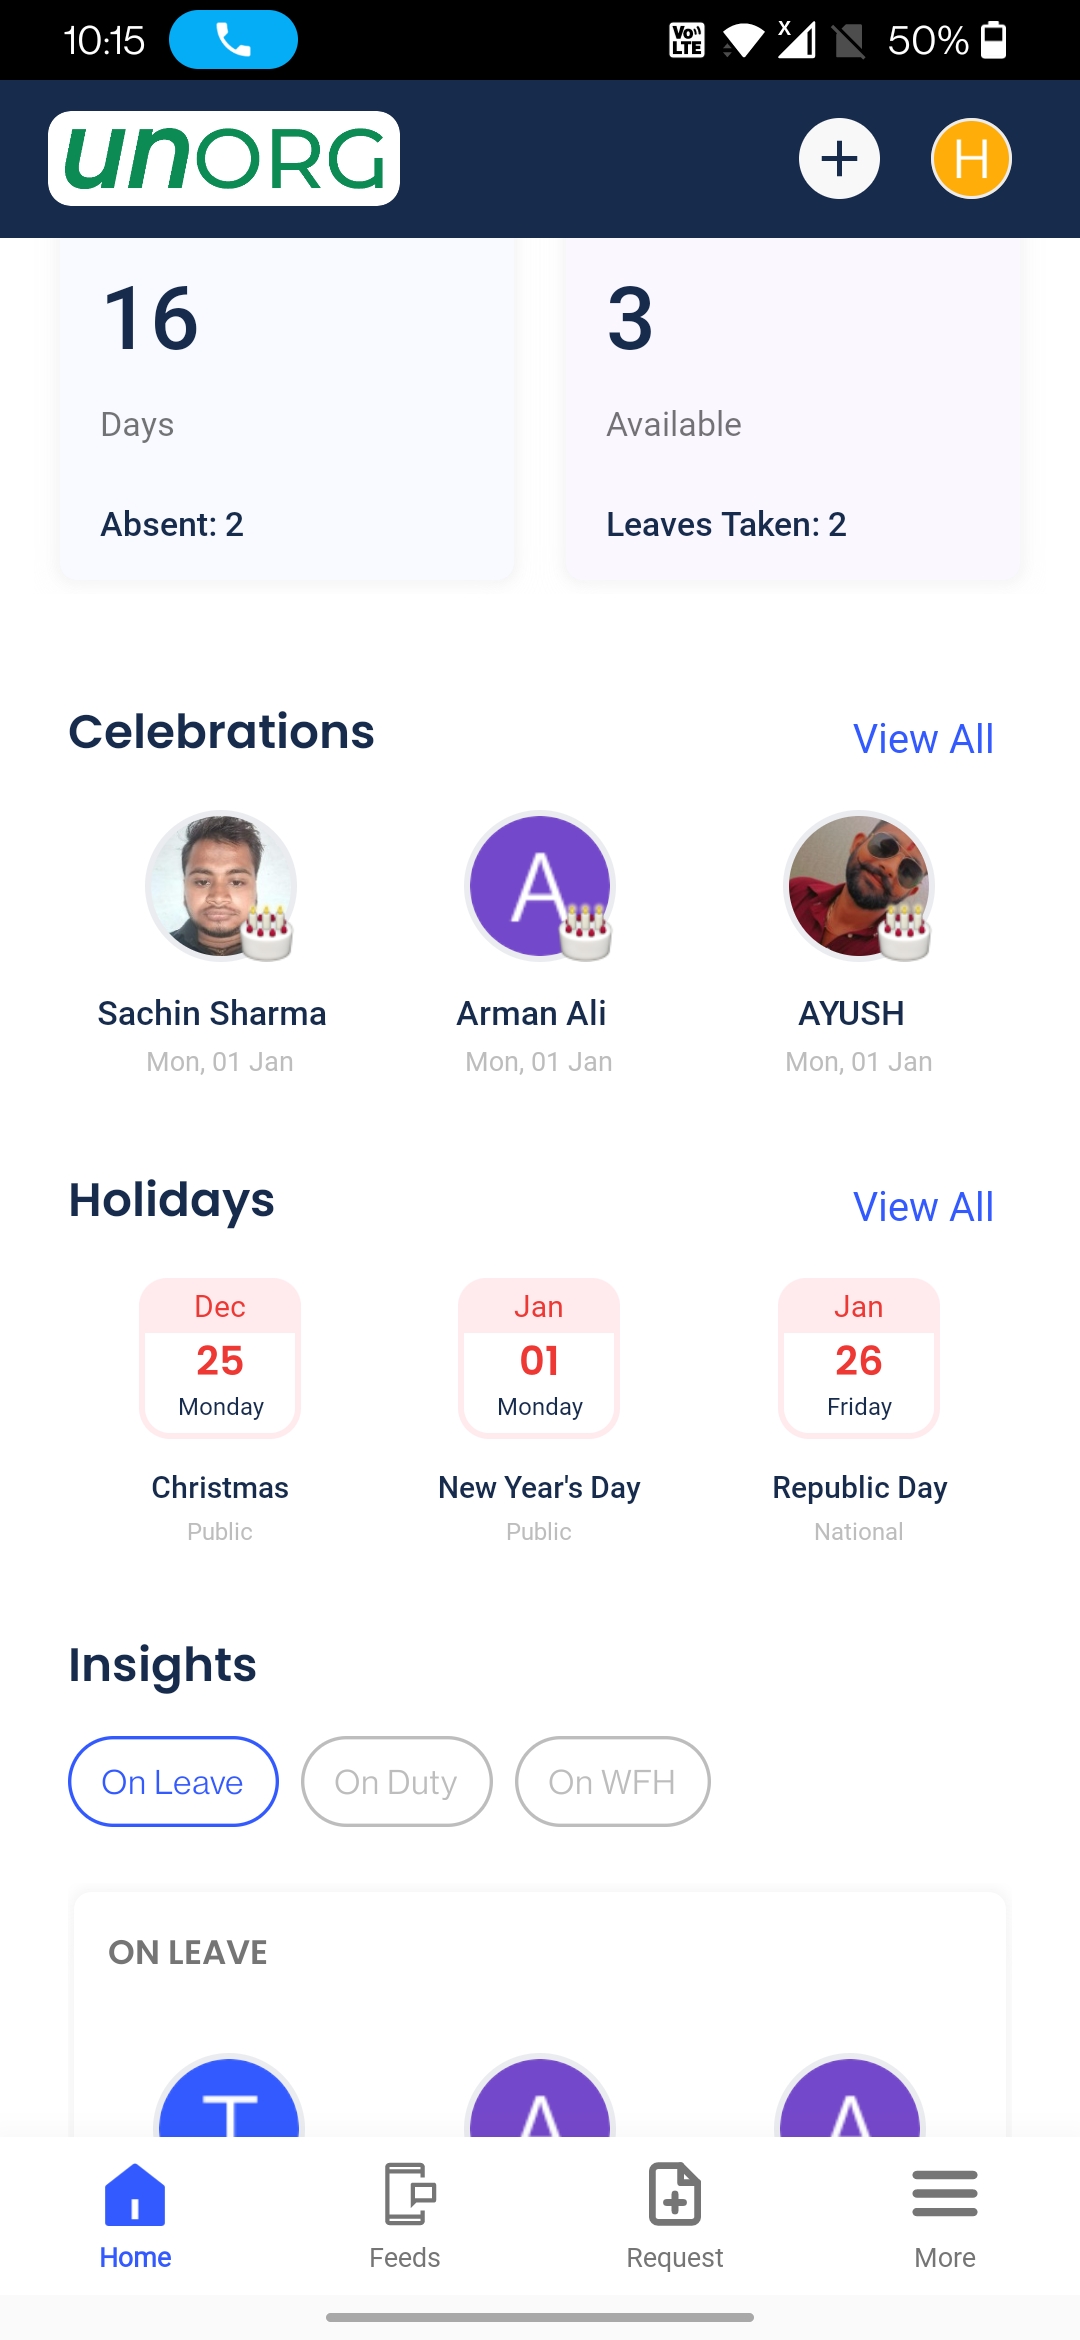 10:15
Vo LTE
X
50%
unORG
+
H
16
3
Days
Available
Absent: 2
Leaves Taken: 2
Celebrations
View All
A
Sachin Sharma
Arman Ali
AYUSH
Mon, 01 Jan
Mon, 01 Jan
Mon, 01 Jan
Holidays
View All
Dec
Jan
Jan
25
01
26
Monday
Monday
Friday
Christmas
New Year's Day
Republic Day
Public
Public
National
Insights
On Leave
On Duty
On WFH
ON LEAVE
T
A
A
Home
Feeds
Request
More